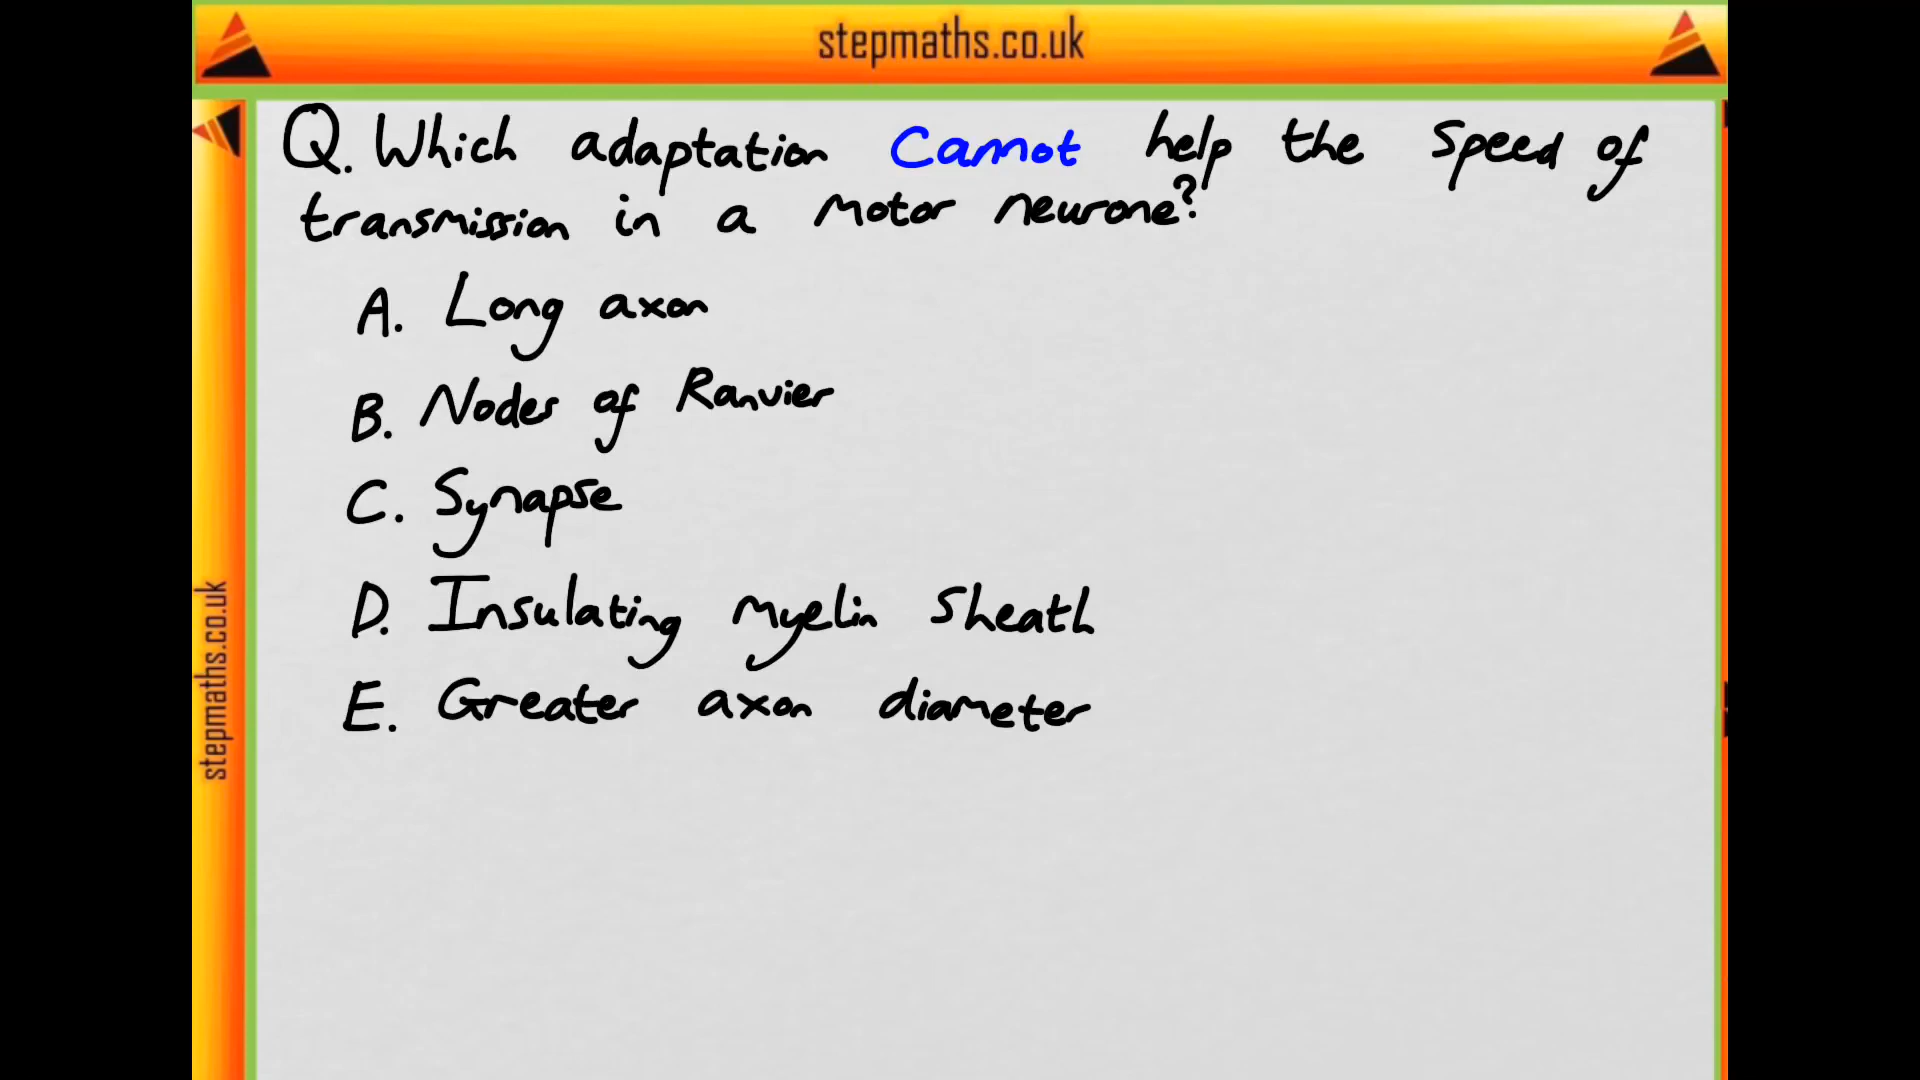 stepmaths.co.uk
stepmaths.co.uk
Q. Which adaptation cannot help the speed of
transmission in a motor neurone?
A. Long axon
B. Nodes of Ranvier
C. Synapse
D. Insulating myelin sheath
E. Greater axon diameter